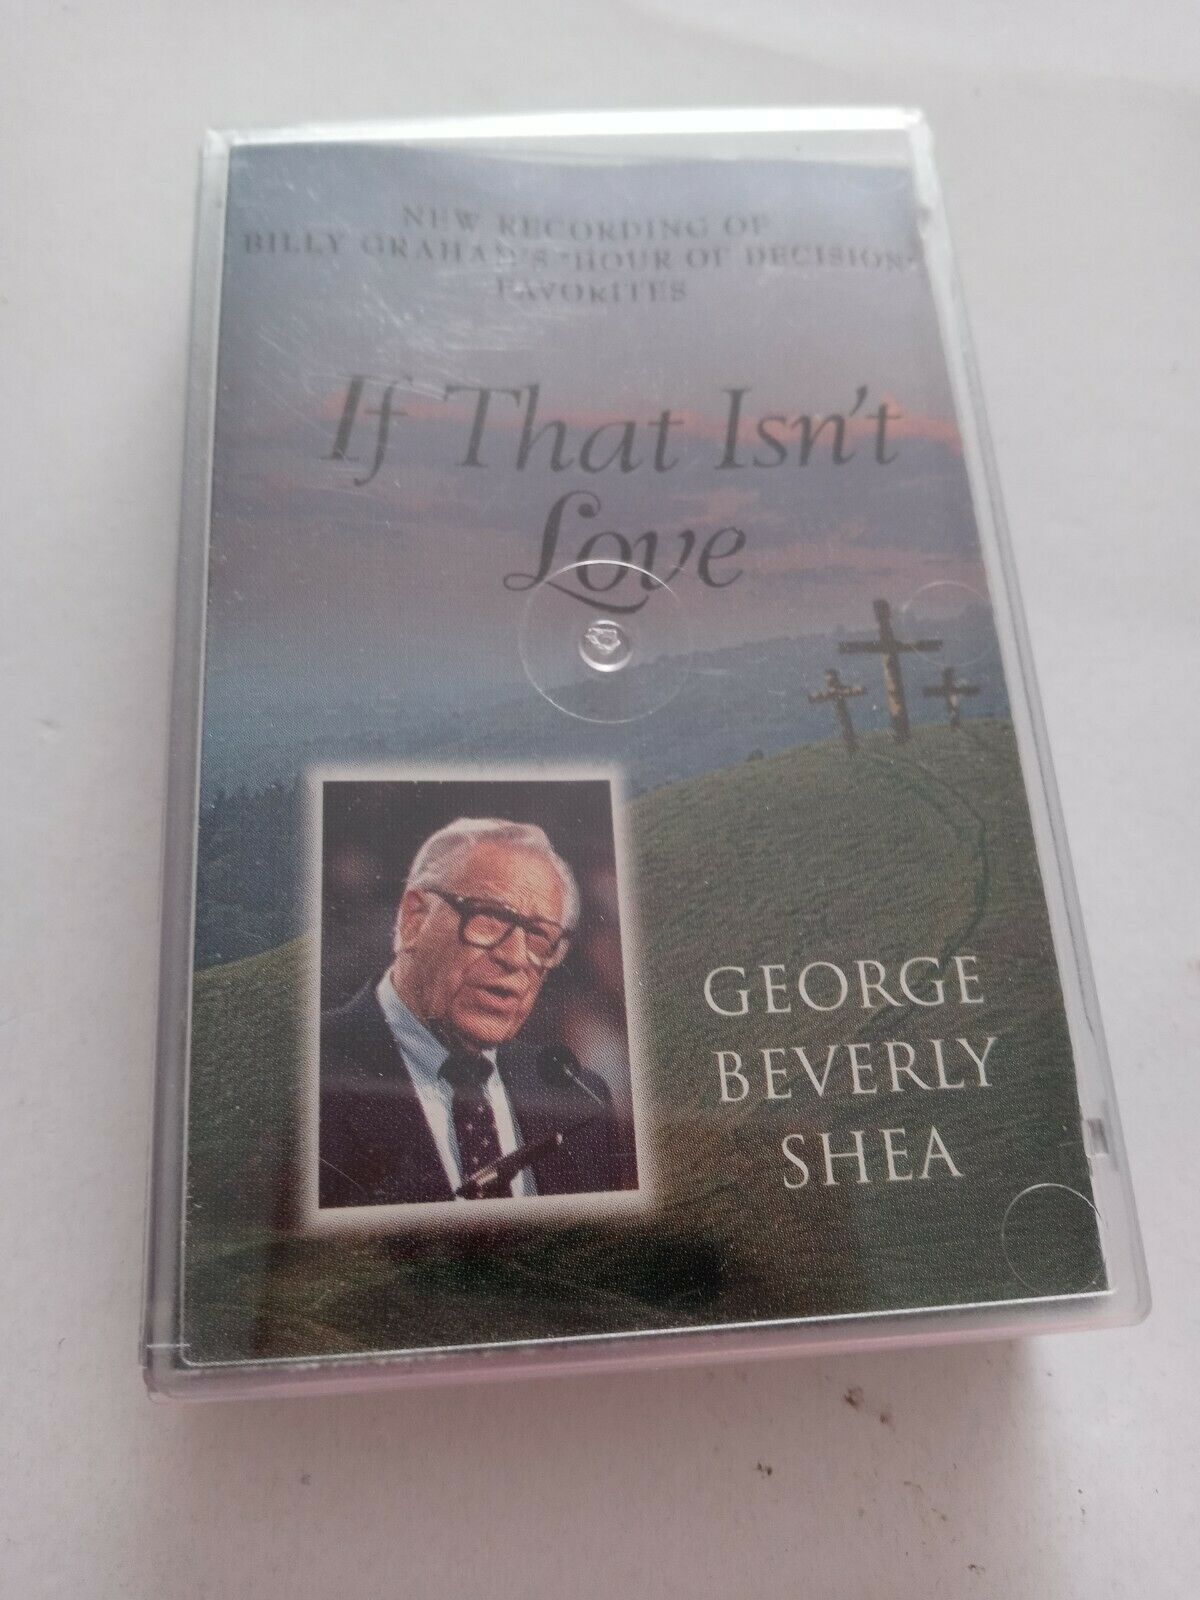 NEW RECORDING OF
BILLY GRAHAM'S "HOUR OF DECISION"
FAVORITES
If That Isn't
Love
GEORGE
BEVERLY
SHEA